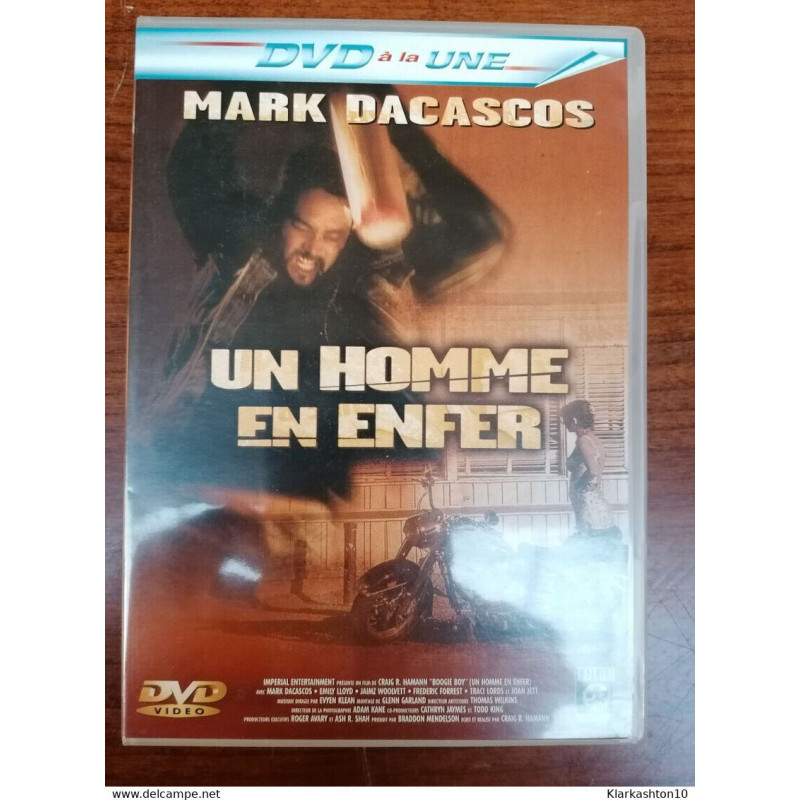 DVD à la UNE
MARK DACASCOS
UN HOMME
EN ENFER
IMPERIAL ENTERTAINMENT PRÉSENTE UN FILM DE CRAIG R. HAMANN "BOOGIE BOY" (UN HOMME EN ENFER)
AVEC MARK DACASCOS • EMILY LLOYD • JAIMZ WOOLVETT • FREDERIC FORREST • TRACI LORDS ET JOAN JETT
MUSIQUE DIRIGÉE PAR EVYEN KLEAN MONTAGE DE GLENN GARLAND DIRECTEUR ARTISTIQUE THOMAS WILKINS
DIRECTEUR DE LA PHOTOGRAPHIE ADAM KANE CO-PRODUCTEURS CATHRYN JAYMES ET TODD KING
PRODUCTEURS EXÉCUTIFS ROGER AVARY ET ASH R. SHAH PRODUIT PAR BRADDON MENDELSON ÉCRIT ET RÉALISÉ PAR CRAIG R. HAMANN
DVD
VIDEO
delcampe.net
Klarkashton10